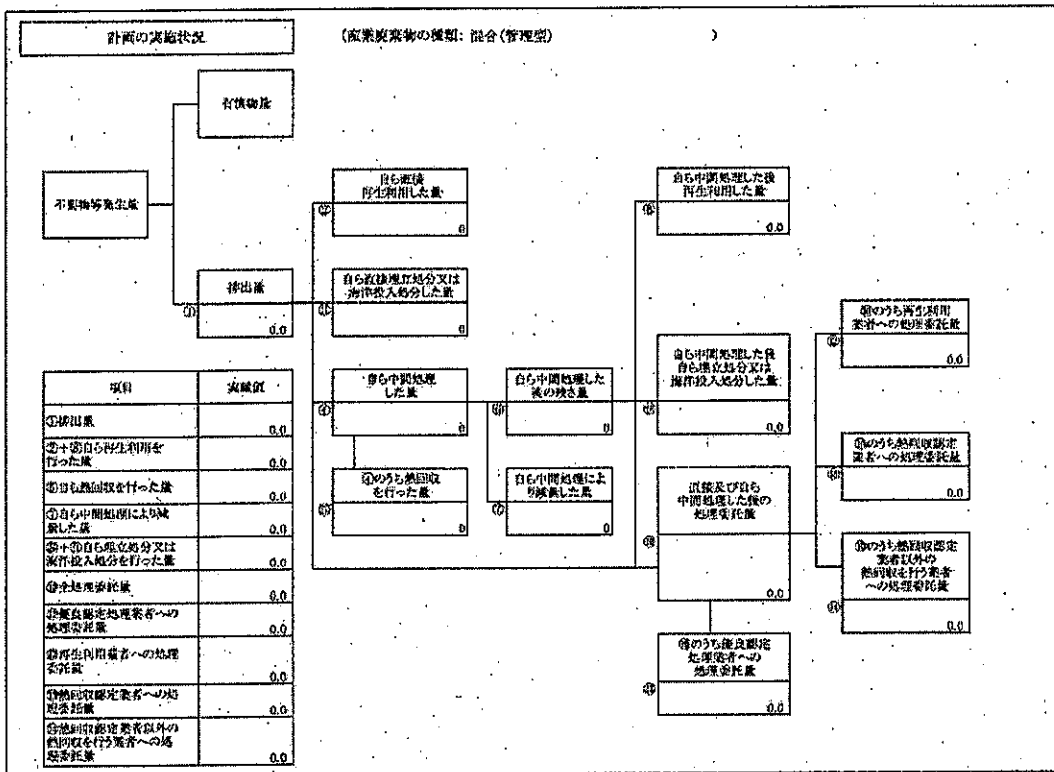 計画の実施状況
(産業廃棄物の種類: 混合(管理型) )
有償物量
不要物等発生量
排出量
①
0.0
自ら直接
再生利用した量
②
0
自ら直接埋立処分又は
海洋投入処分した量
③
0
自ら中間処理
した量
④
0
④のうち熱回収
を行った量
⑤
0
自ら中間処理した
後の残さ量
⑥
0
自ら中間処理によ
り減量した量
⑦
0
自ら中間処理した後
再生利用した量
⑧
0.0
自ら中間処理した後
自ら埋立処分又は
海洋投入処分した量
⑨
0.0
直接及び自ら
中間処理した後の
処理委託量
⑩
0.0
⑩のうち優良認定
処理業者への
処理委託量
⑪
0.0
⑩のうち再生利用
業者への処理委託量
⑫
0.0
⑩のうち熱回収認定
業者への処理委託量
⑬
0.0
⑩のうち熱回収認定
業者以外の
熱回収を行う業者
への処理委託量
⑭
0.0
項目 実績値
①排出量 0.0
②+⑧自ら再生利用を
行った量 0.0
⑤自ら熱回収を行った量 0.0
⑦自ら中間処理により減
量した量 0.0
③+⑨自ら埋立処分又は
海洋投入処分を行った量 0.0
⑩全処理委託量 0.0
⑪優良認定処理業者への
処理委託量 0.0
⑫再生利用業者への処理
委託量 0.0
⑬熱回収認定業者への処
理委託量 0.0
⑭熱回収認定業者以外の
熱回収を行う業者への処
理委託量 0.0